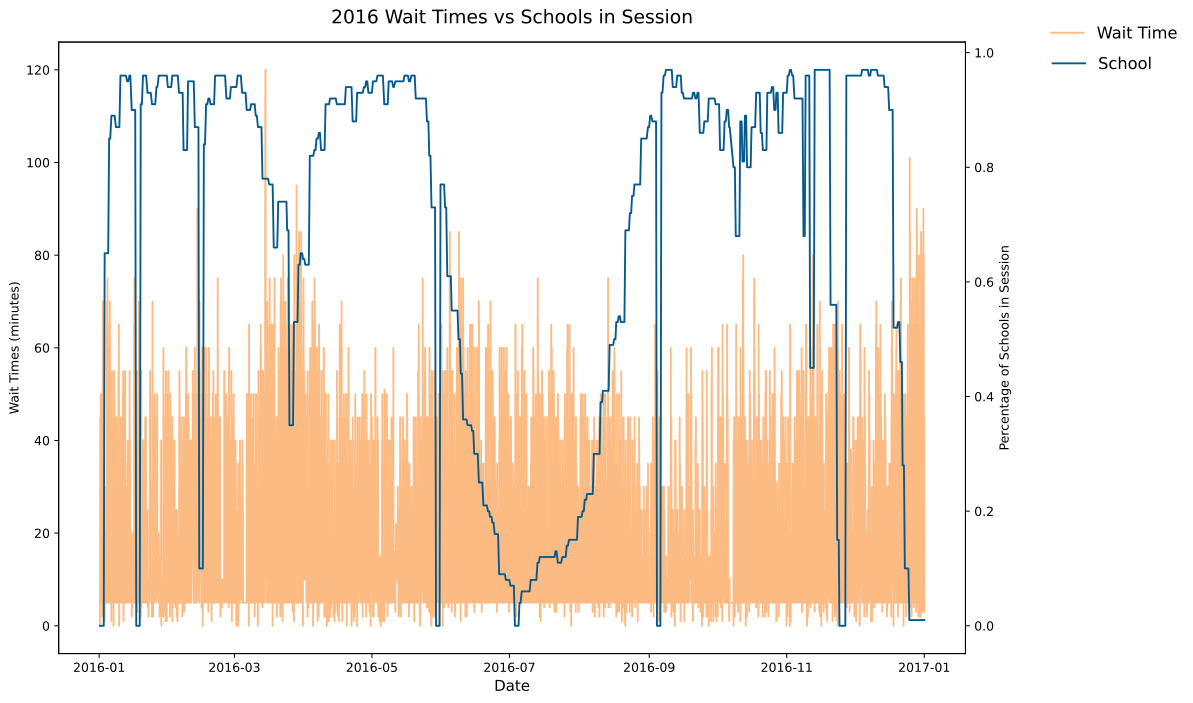 2016 Wait Times vs Schools in Session
Wait Time
School
120
100
80
60
40
20
0
Wait Times (minutes)
1.0
0.8
0.6
0.4
0.2
0.0
Percentage of Schools in Session
2016-01 2016-03 2016-05 2016-07 2016-09 2016-11 2017-01
Date